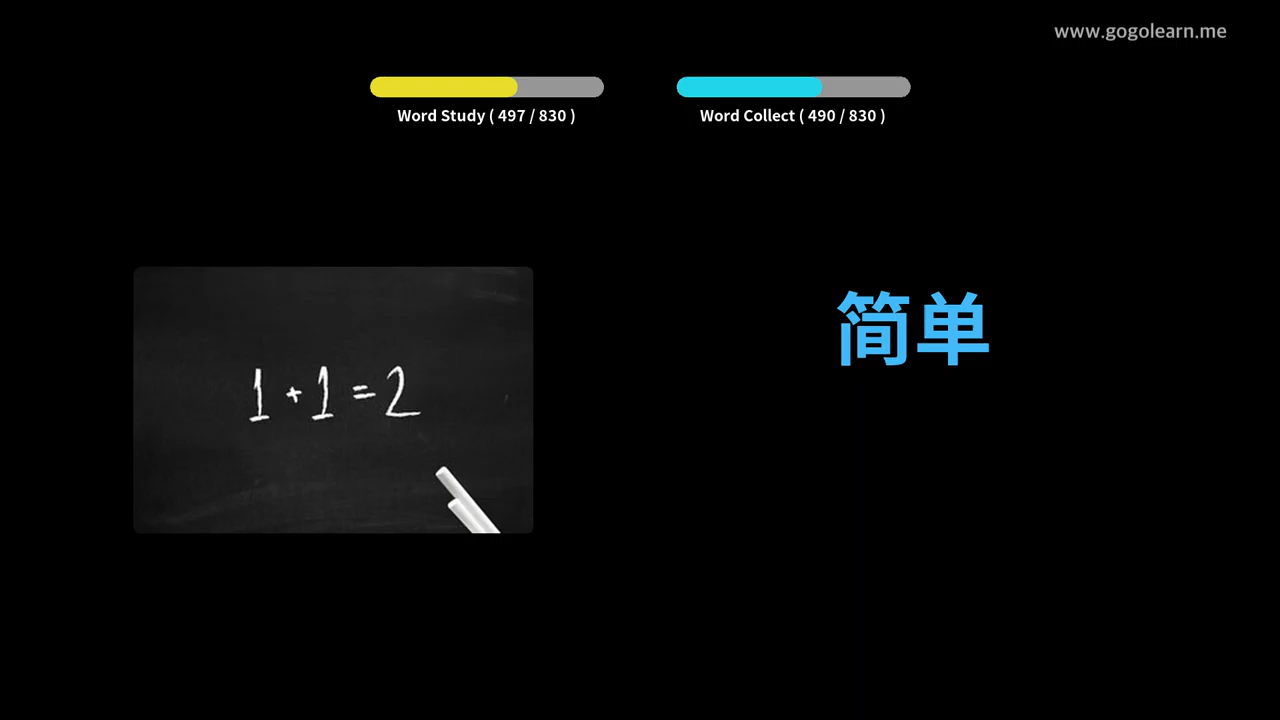 www.gogolearn.me
Word Study ( 497 / 830 )
Word Collect ( 490 / 830 )
1 + 1 = 2
简单